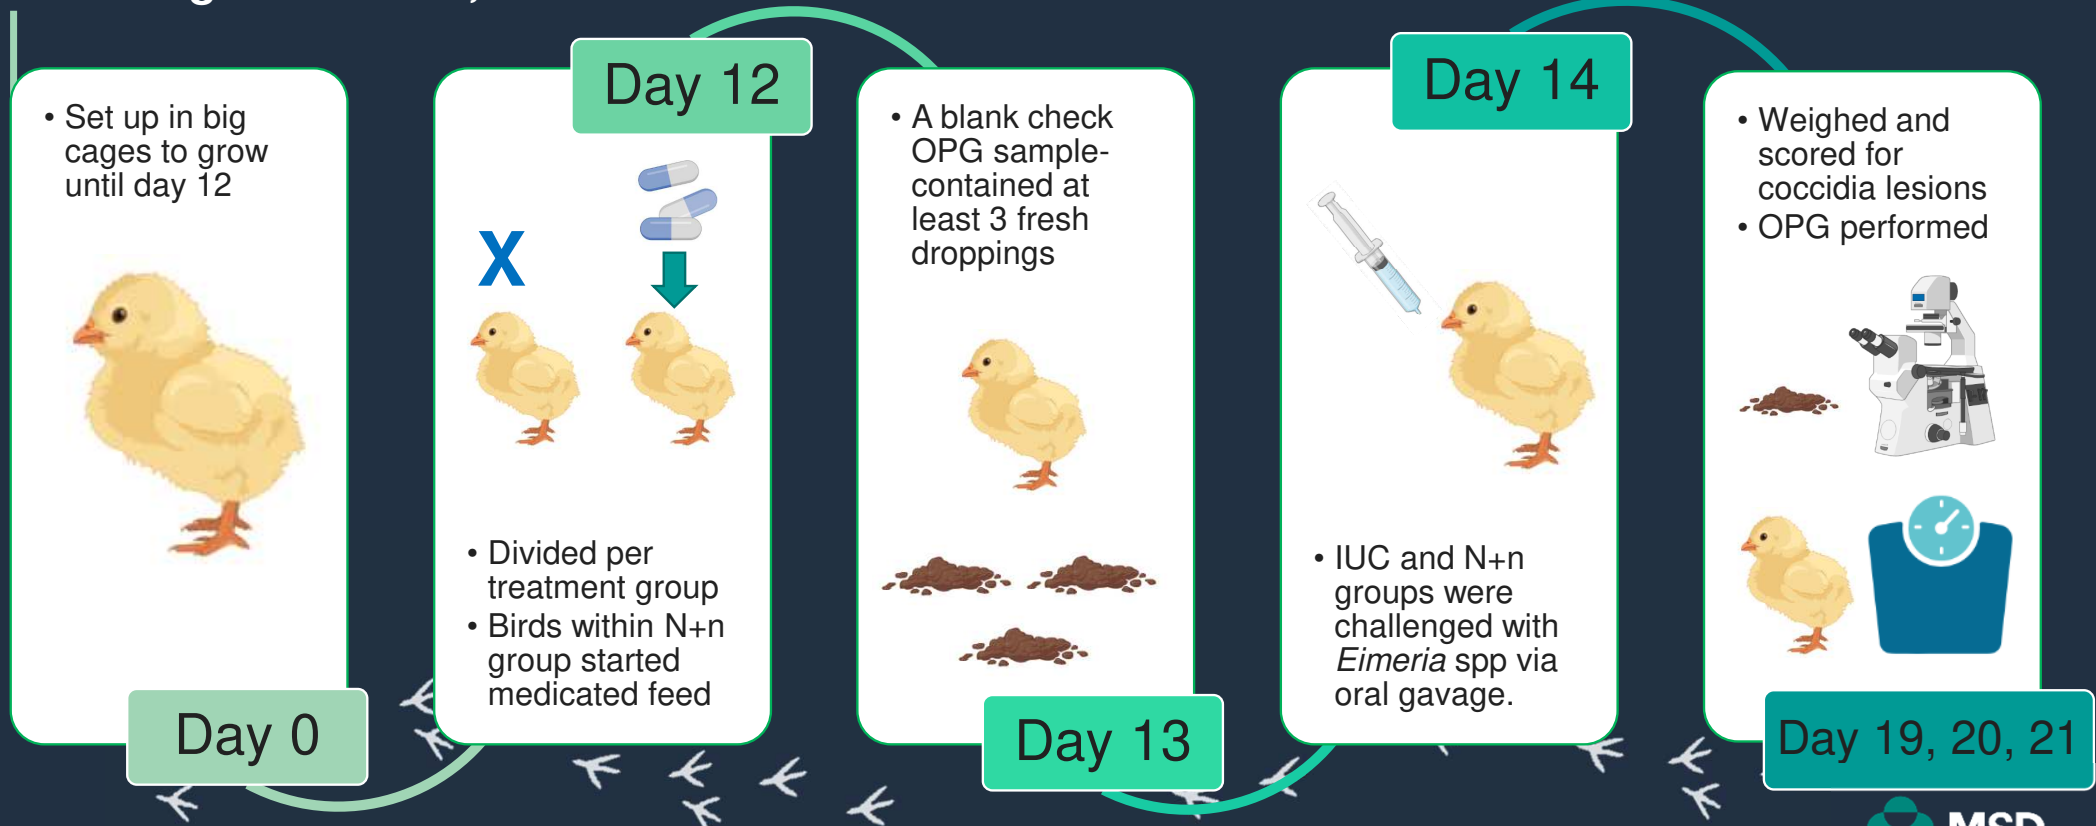 • Set up in big
cages to grow
until day 12
Day 0
Day 12
X
• Divided per
treatment group
• Birds within N+n
group started
medicated feed
• A blank check
OPG sample-
contained at
least 3 fresh
droppings
Day 13
Day 14
• IUC and N+n
groups were
challenged with
Eimeria spp via
oral gavage.
• Weighed and
scored for
coccidia lesions
• OPG performed
Day 19, 20, 21
MSD